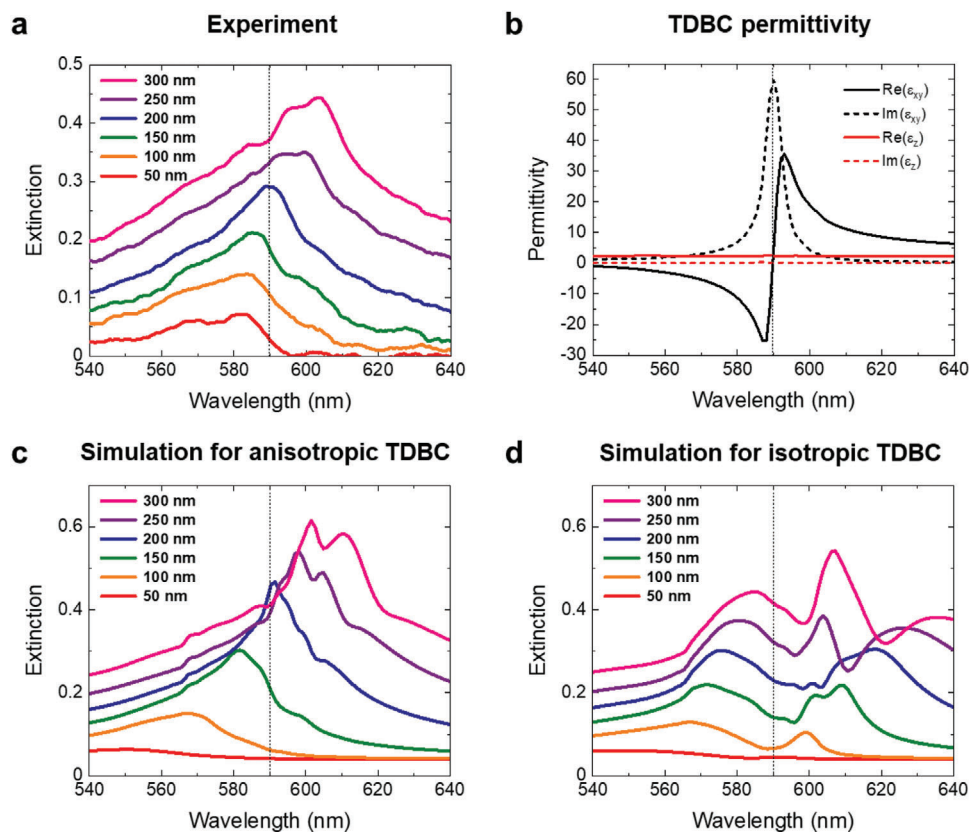 a
Experiment
0.5
0.4
0.3
0.2
0.1
0
Extinction
300 nm
250 nm
200 nm
150 nm
100 nm
50 nm
540 560 580 600 620 640
Wavelength (nm)
b
TDBC permittivity
60
50
40
30
20
10
0
-10
-20
-30
Permittivity
Re(ε_xy)
Im(ε_xy)
Re(ε_z)
Im(ε_z)
540 560 580 600 620 640
Wavelength (nm)
c
Simulation for anisotropic TDBC
0.6
0.4
0.2
0
Extinction
300 nm
250 nm
200 nm
150 nm
100 nm
50 nm
540 560 580 600 620 640
Wavelength (nm)
d
Simulation for isotropic TDBC
0.6
0.4
0.2
0
Extinction
300 nm
250 nm
200 nm
150 nm
100 nm
50 nm
540 560 580 600 620 640
Wavelength (nm)